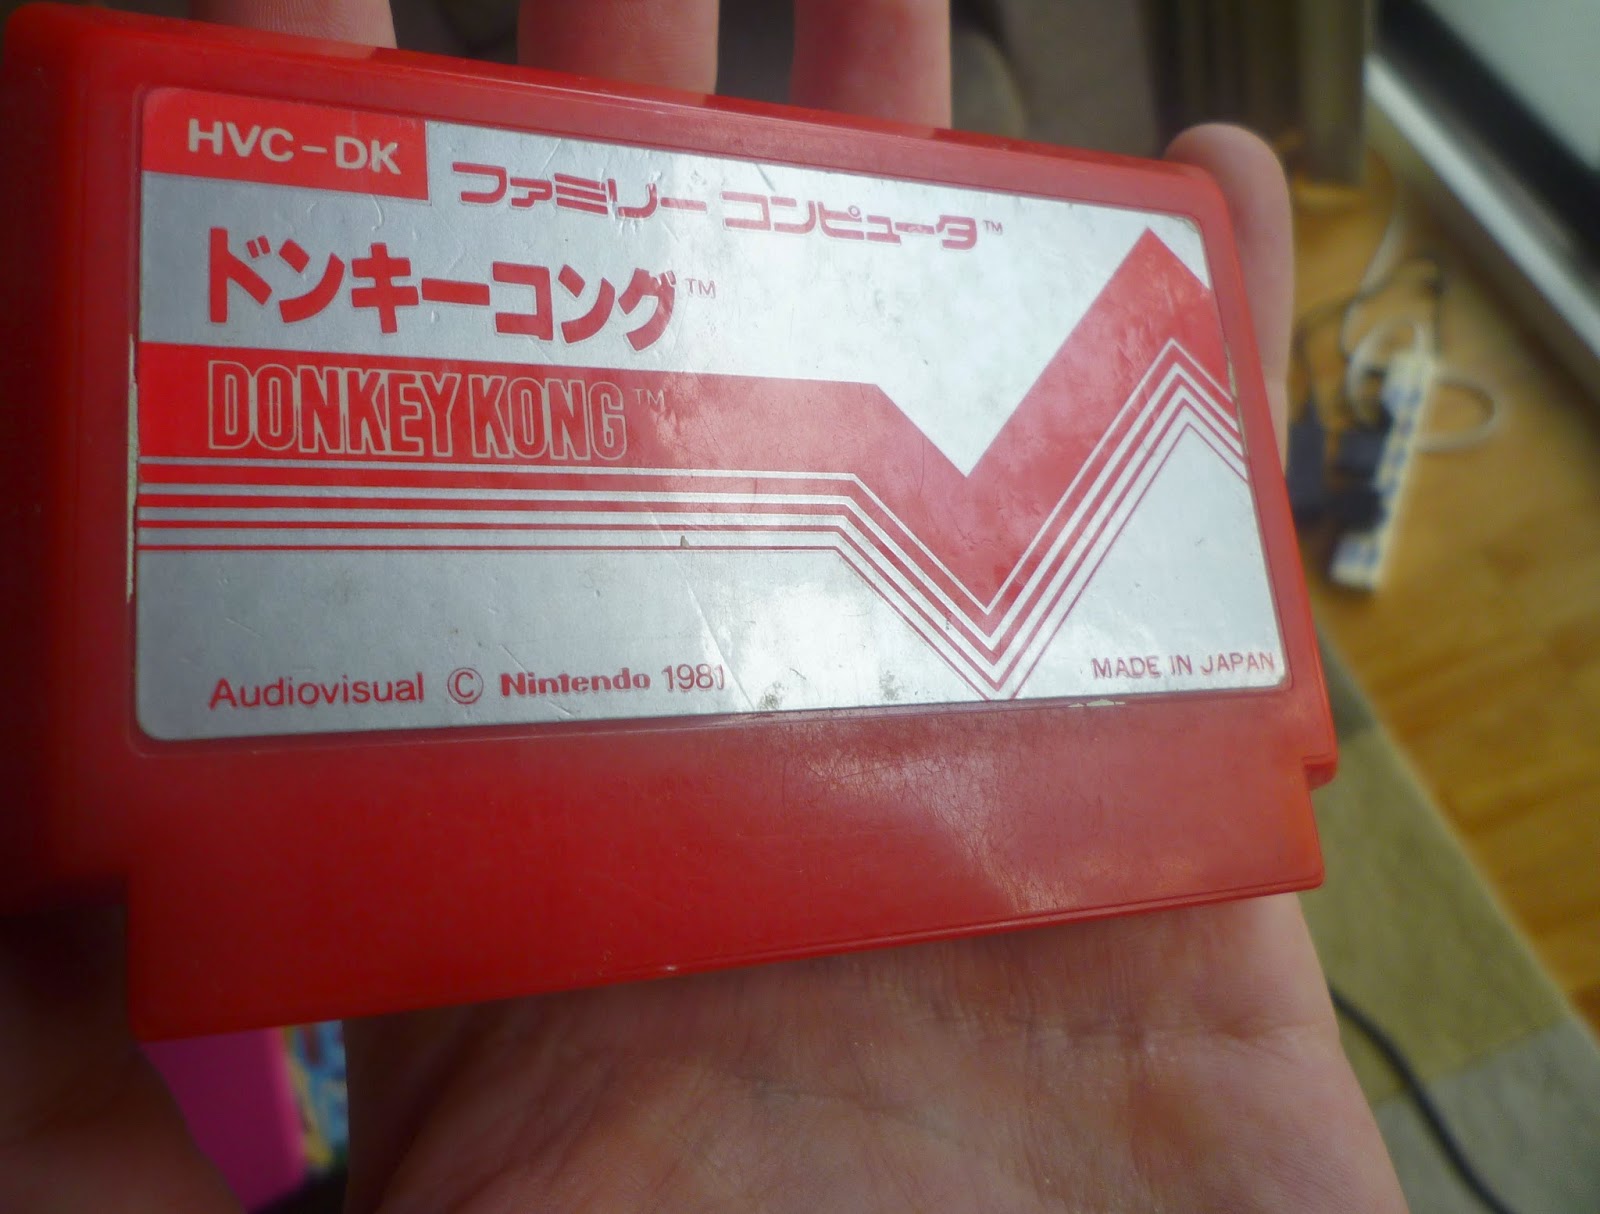 HVC-DK
ファミリー コンピュータ™
ドンキーコング™
DONKEY KONG™
Audiovisual © Nintendo 1981
MADE IN JAPAN